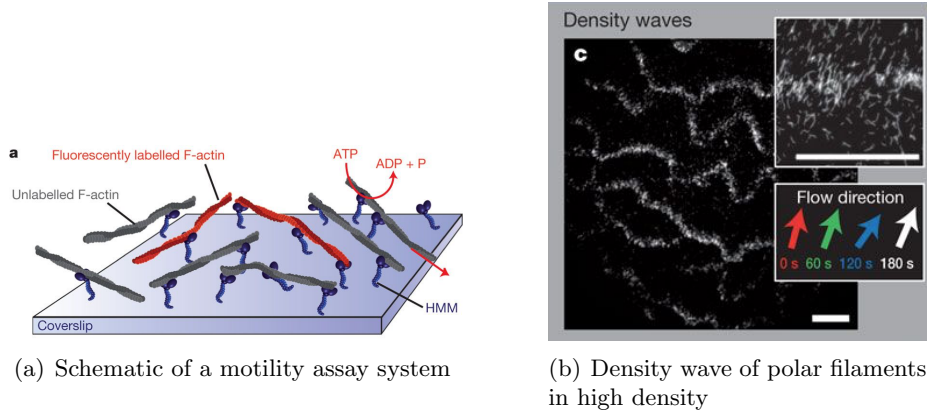 a
Fluorescently labelled F-actin
Unlabelled F-actin
ATP
ADP + P
HMM
Coverslip
(a) Schematic of a motility assay system
Density waves
c
Flow direction
0 s 60 s 120 s 180 s
(b) Density wave of polar filaments
in high density